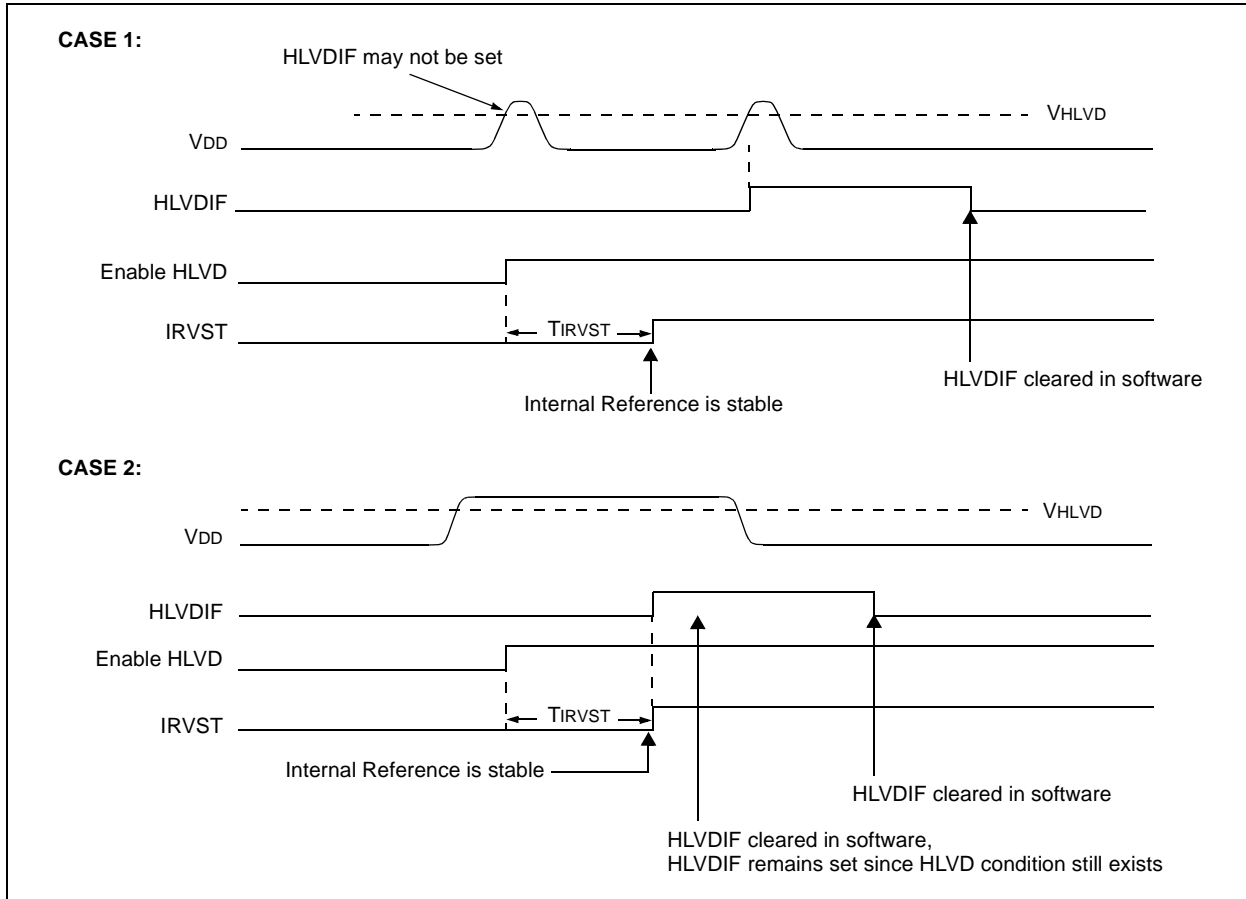 CASE 1:
HLVDIF may not be set
VHLVD
VDD
HLVDIF
Enable HLVD
IRVST
TIRVST
HLVDIF cleared in software
Internal Reference is stable
CASE 2:
VHLVD
VDD
HLVDIF
Enable HLVD
TIRVST
IRVST
Internal Reference is stable
HLVDIF cleared in software
HLVDIF cleared in software,
HLVDIF remains set since HLVD condition still exists